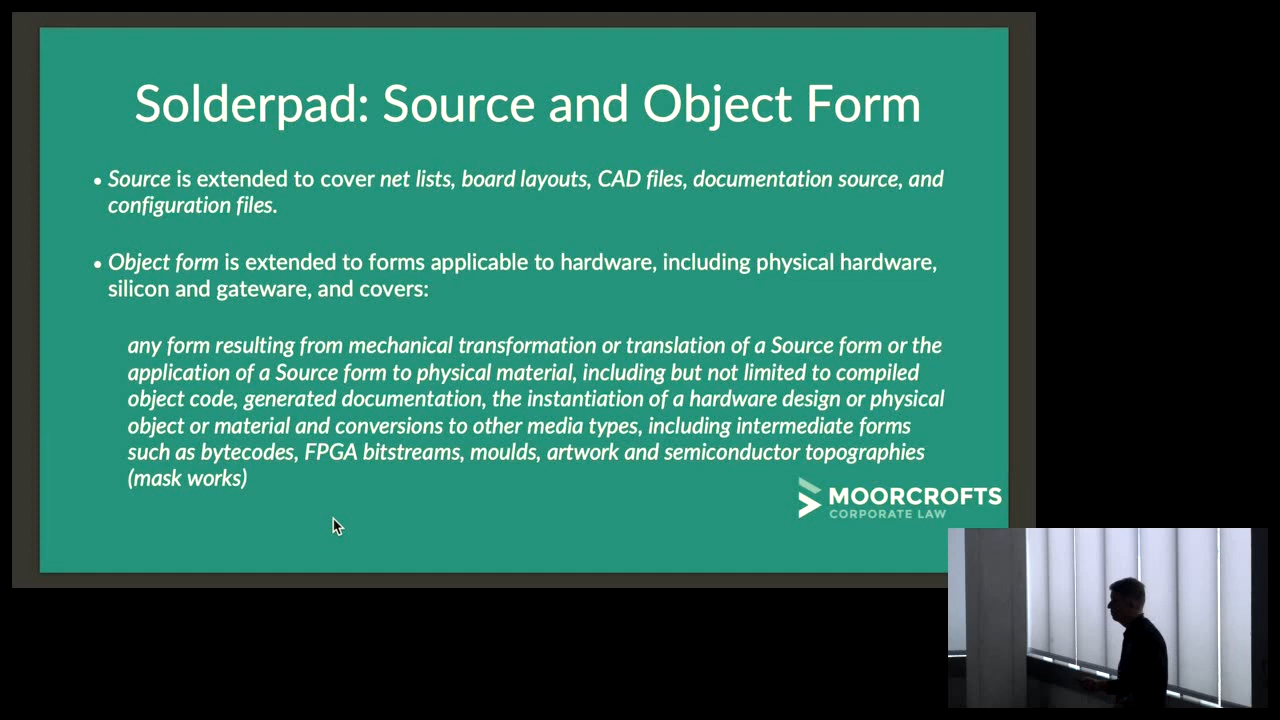 Solderpad: Source and Object Form
• Source is extended to cover net lists, board layouts, CAD files, documentation source, and
configuration files.
• Object form is extended to forms applicable to hardware, including physical hardware,
silicon and gateware, and covers:
any form resulting from mechanical transformation or translation of a Source form or the
application of a Source form to physical material, including but not limited to compiled
object code, generated documentation, the instantiation of a hardware design or physical
object or material and conversions to other media types, including intermediate forms
such as bytecodes, FPGA bitstreams, moulds, artwork and semiconductor topographies
(mask works)
MOORCROFTS
CORPORATE LAW